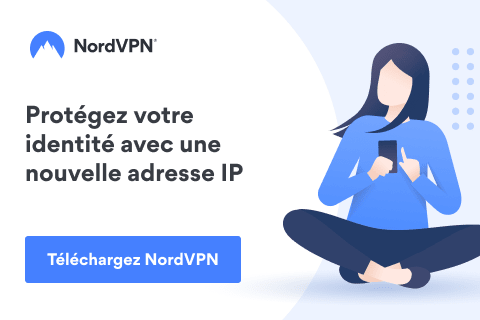 NordVPN®
Protégez votre
identité avec une
nouvelle adresse IP
Téléchargez NordVPN